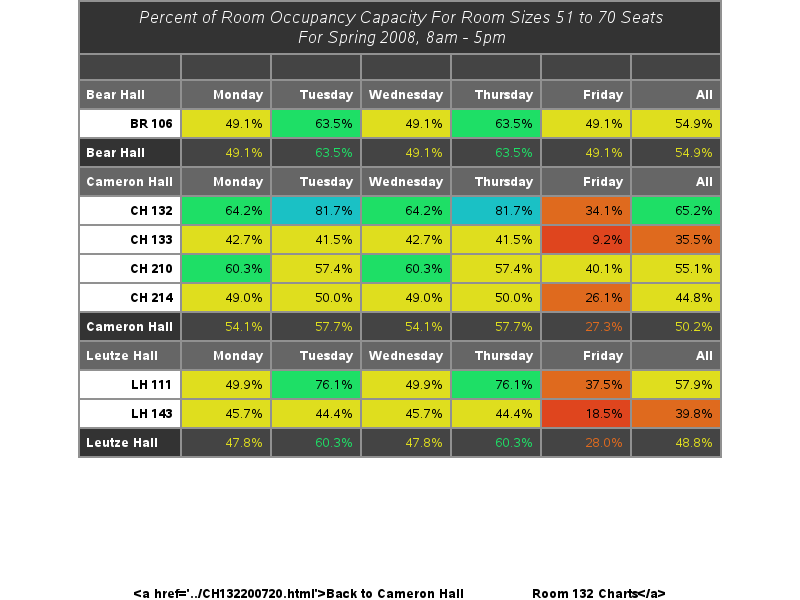 Percent of Room Occupancy Capacity For Room Sizes 51 to 70 Seats
For Spring 2008, 8am - 5pm
Bear Hall Monday Tuesday Wednesday Thursday Friday All
BR 106 49.1% 63.5% 49.1% 63.5% 49.1% 54.9%
Bear Hall 49.1% 63.5% 49.1% 63.5% 49.1% 54.9%
Cameron Hall Monday Tuesday Wednesday Thursday Friday All
CH 132 64.2% 81.7% 64.2% 81.7% 34.1% 65.2%
CH 133 42.7% 41.5% 42.7% 41.5% 9.2% 35.5%
CH 210 60.3% 57.4% 60.3% 57.4% 40.1% 55.1%
CH 214 49.0% 50.0% 49.0% 50.0% 26.1% 44.8%
Cameron Hall 54.1% 57.7% 54.1% 57.7% 27.3% 50.2%
Leutze Hall Monday Tuesday Wednesday Thursday Friday All
LH 111 49.9% 76.1% 49.9% 76.1% 37.5% 57.9%
LH 143 45.7% 44.4% 45.7% 44.4% 18.5% 39.8%
Leutze Hall 47.8% 60.3% 47.8% 60.3% 28.0% 48.8%
<a href='../CH132200720.html'>Back to Cameron Hall Room 132 Charts</a>